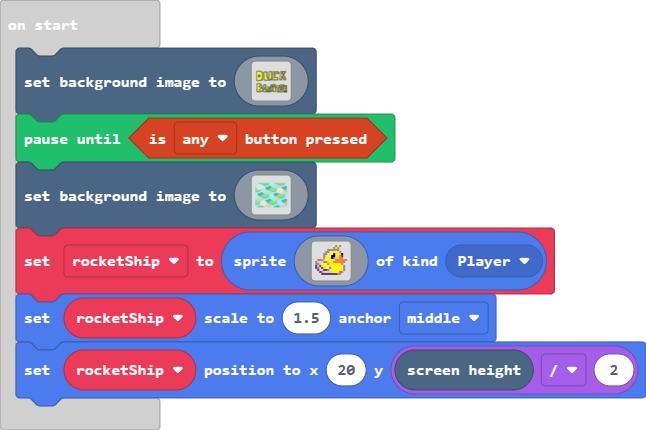 on start
set background image to DUCK
pause until is any button pressed
set background image to
set rocketShip to sprite of kind Player
set rocketShip scale to 1.5 anchor middle
set rocketShip position to x 20 y screen height / 2